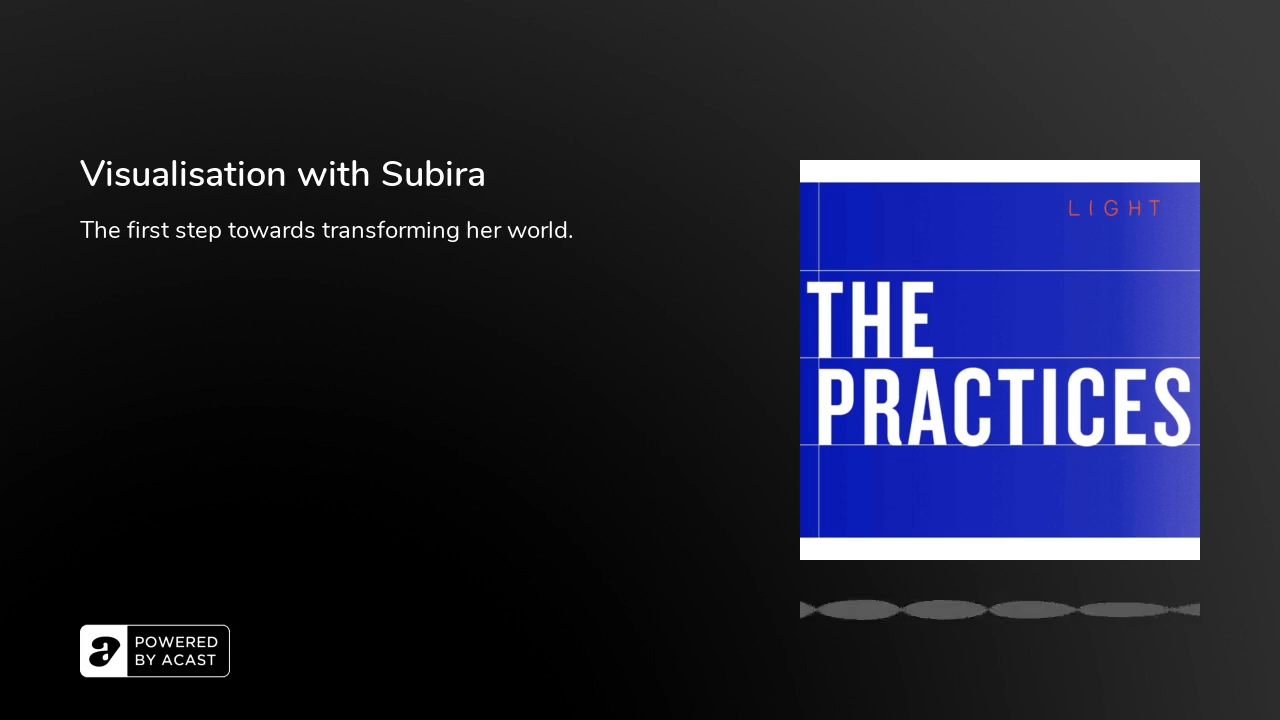 Visualisation with Subira
The first step towards transforming her world.
LIGHT
THE
PRACTICES
a
POWERED
BY ACAST